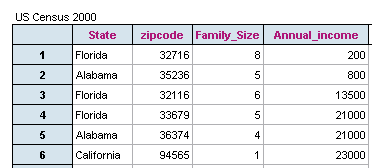 US Census 2000
State zipcode Family_Size Annual_income
1 Florida 32716 8 200
2 Alabama 35236 5 800
3 Florida 32116 6 13500
4 Florida 33679 5 21000
5 Alabama 36374 4 21000
6 California 94565 1 23000